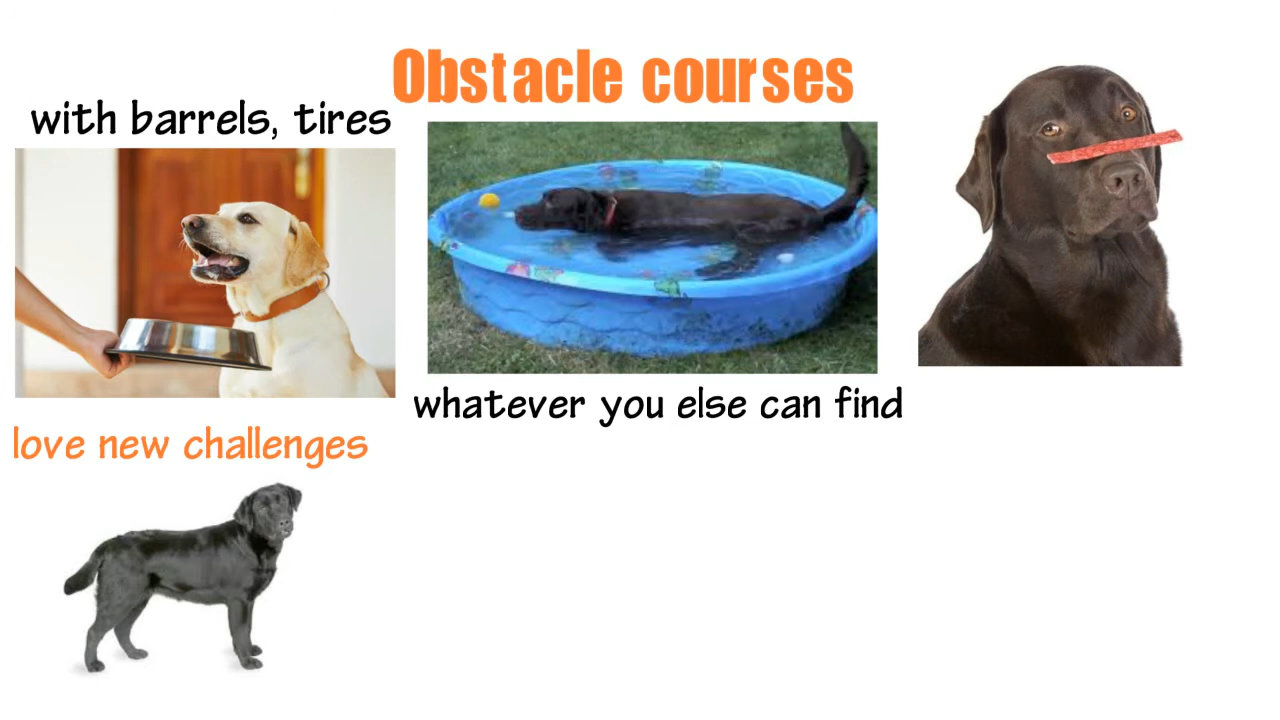 Obstacle courses
with barrels, tires
whatever you else can find
love new challenges